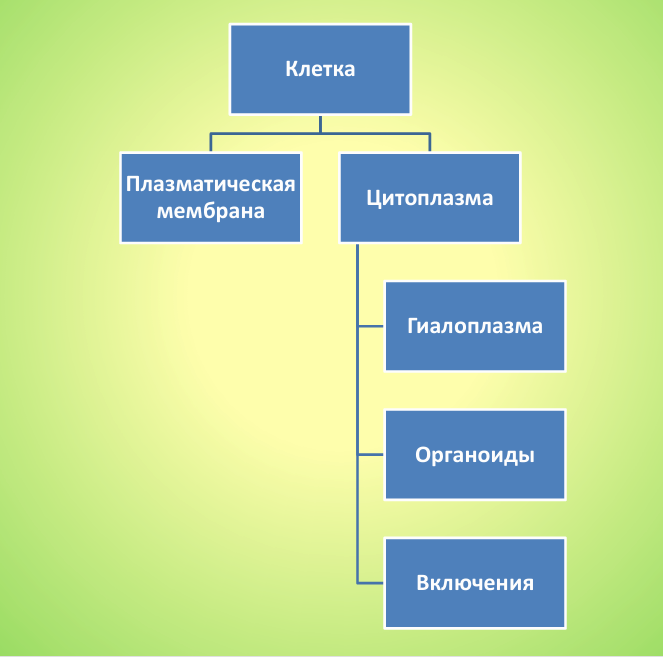 Клетка
Плазматическая
мембрана
Цитоплазма
Гиалоплазма
Органоиды
Включения